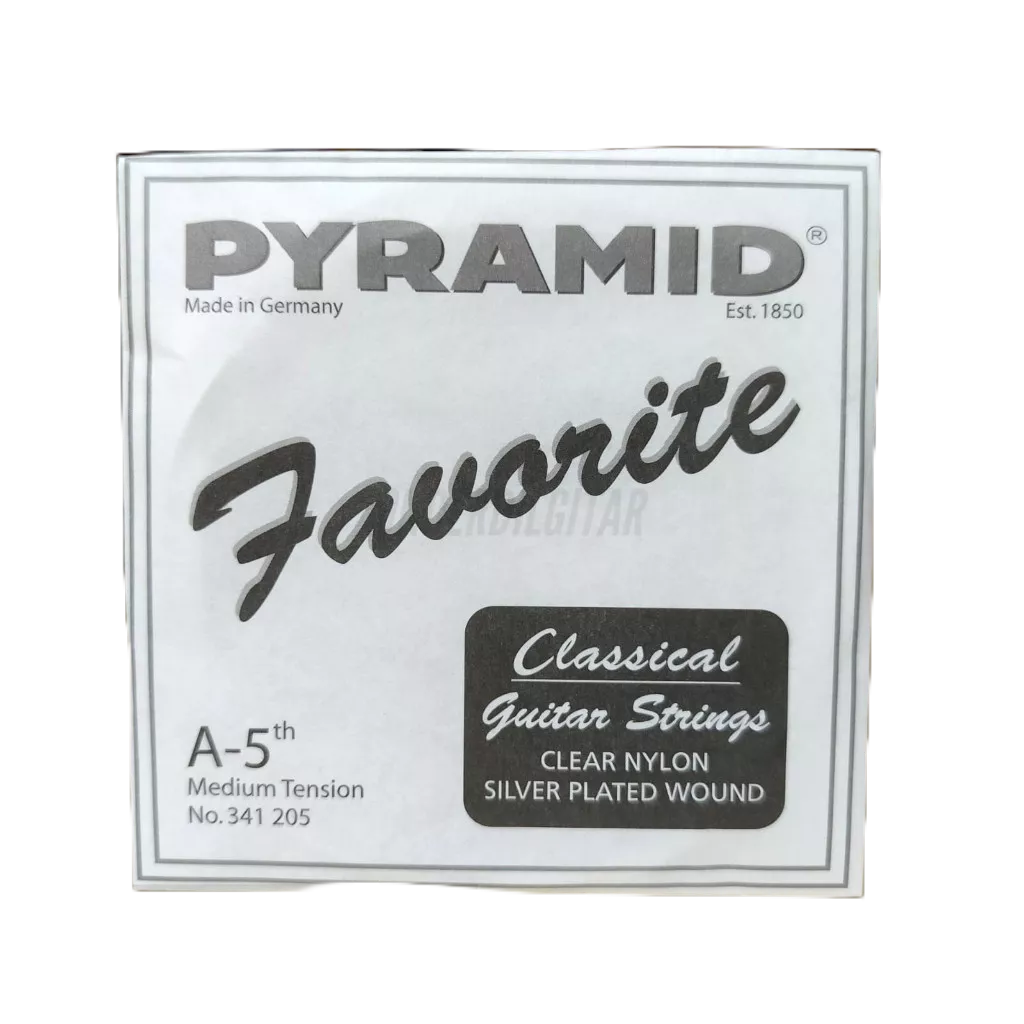 PYRAMID®
Made in Germany
Est. 1850
Favorite
Classical
Guitar Strings
CLEAR NYLON
SILVER PLATED WOUND
A-5th
Medium Tension
No. 341 205